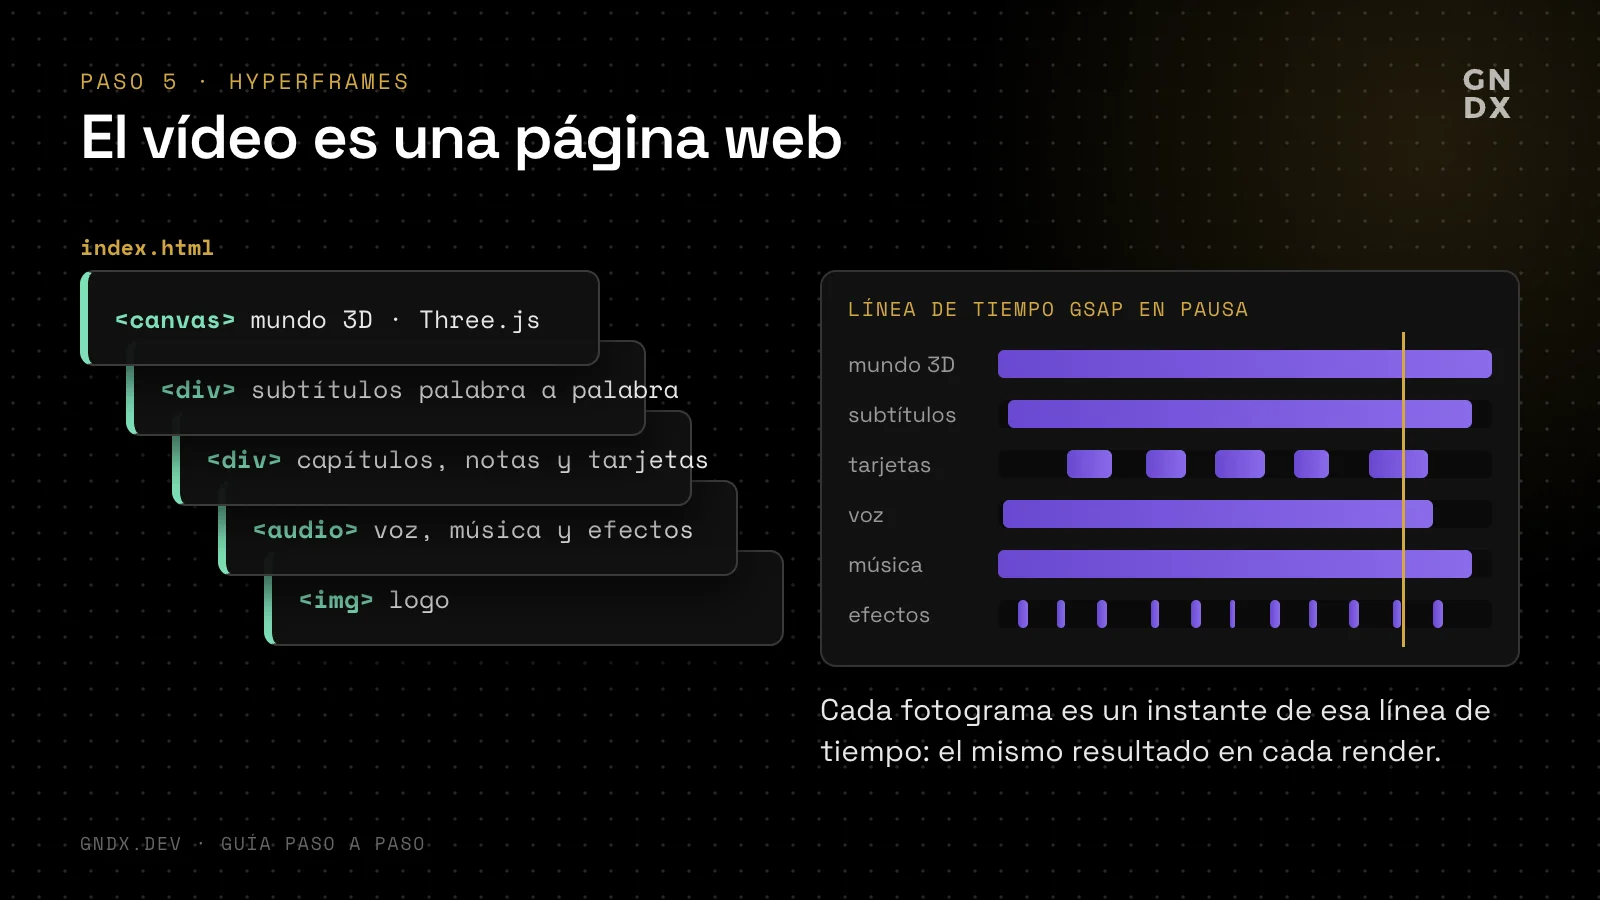 PASO 5 · HYPERFRAMES
GN
DX
El vídeo es una página web
index.html
<canvas> mundo 3D · Three.js
<div> subtítulos palabra a palabra
<div> capítulos, notas y tarjetas
<audio> voz, música y efectos
<img> logo
LÍNEA DE TIEMPO GSAP EN PAUSA
mundo 3D
subtítulos
tarjetas
voz
música
efectos
Cada fotograma es un instante de esa línea de
tiempo: el mismo resultado en cada render.
GNDX.DEV · GUÍA PASO A PASO